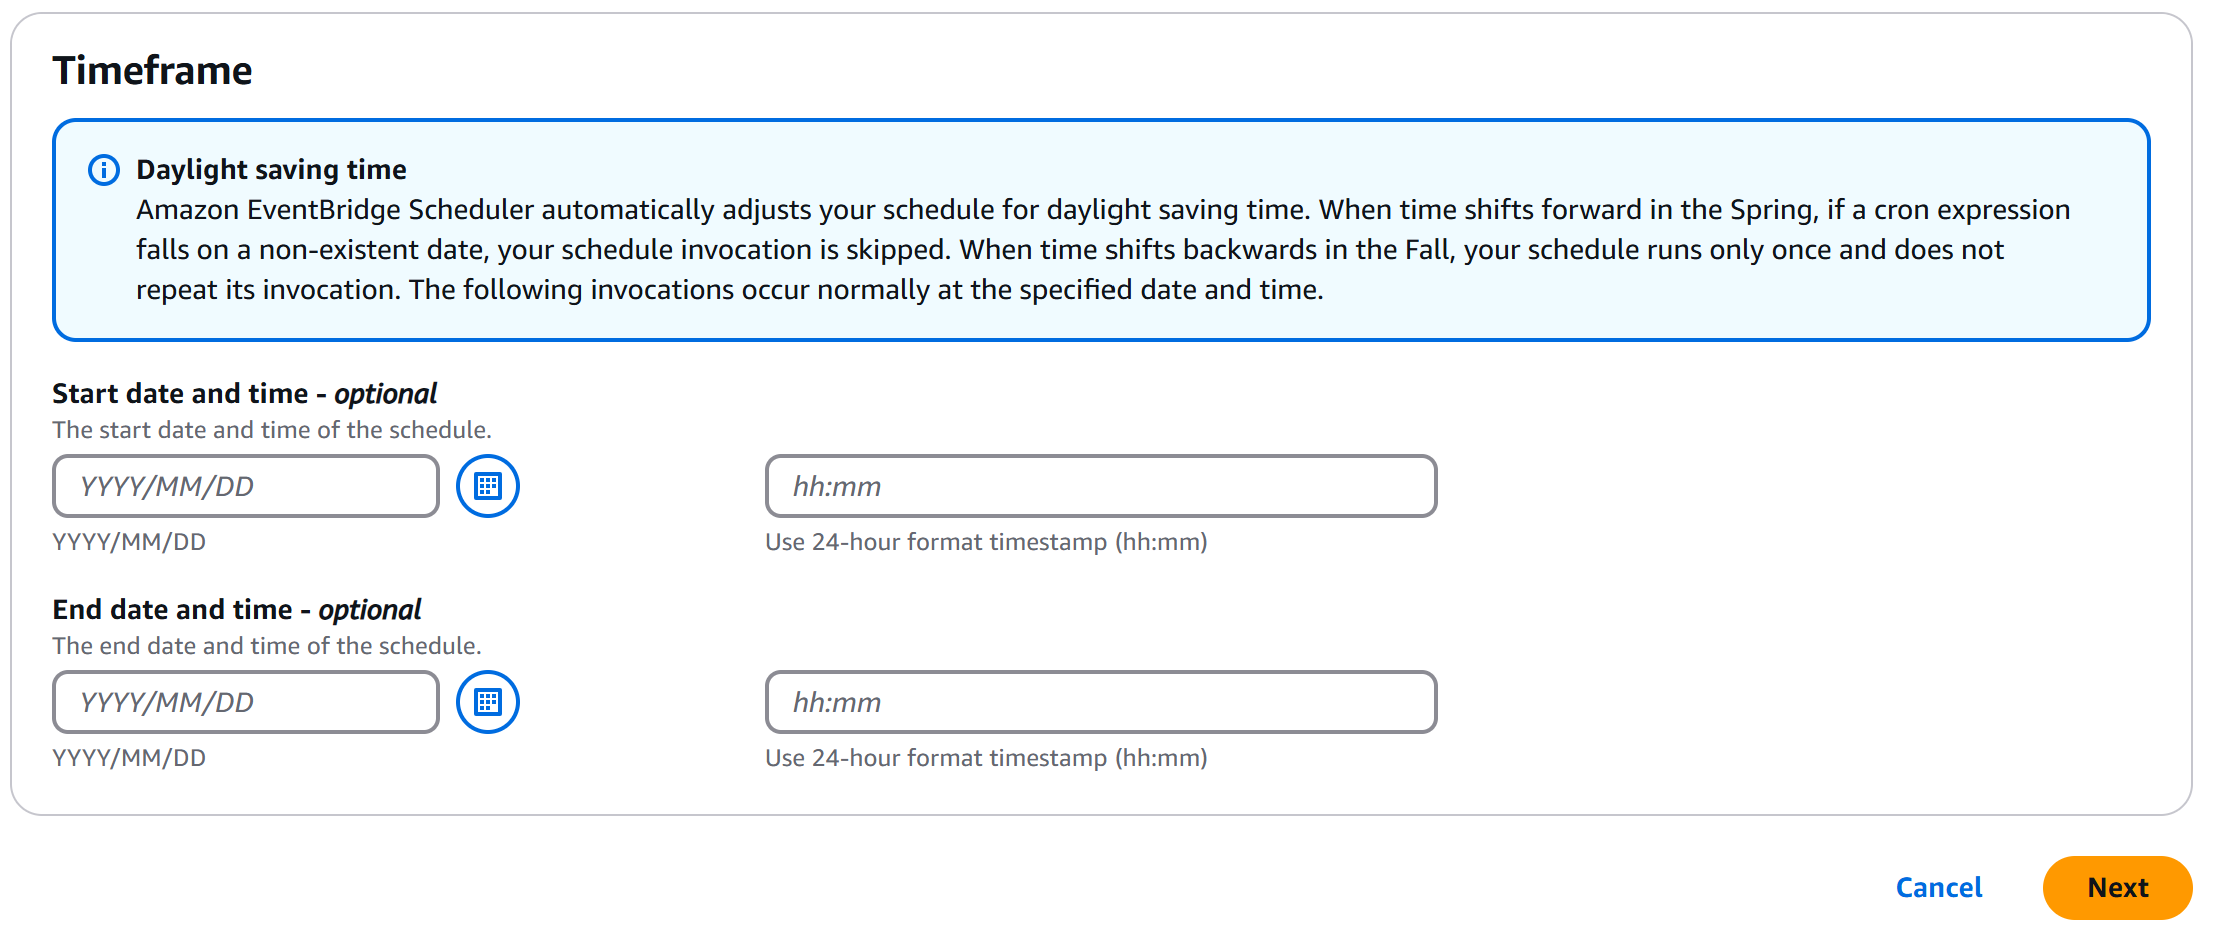 Timeframe
Daylight saving time
Amazon EventBridge Scheduler automatically adjusts your schedule for daylight saving time. When time shifts forward in the Spring, if a cron expression
falls on a non-existent date, your schedule invocation is skipped. When time shifts backwards in the Fall, your schedule runs only once and does not
repeat its invocation. The following invocations occur normally at the specified date and time.
Start date and time - optional
The start date and time of the schedule.
YYYY/MM/DD hh:mm
YYYY/MM/DD Use 24-hour format timestamp (hh:mm)
End date and time - optional
The end date and time of the schedule.
YYYY/MM/DD hh:mm
YYYY/MM/DD Use 24-hour format timestamp (hh:mm)
Cancel Next